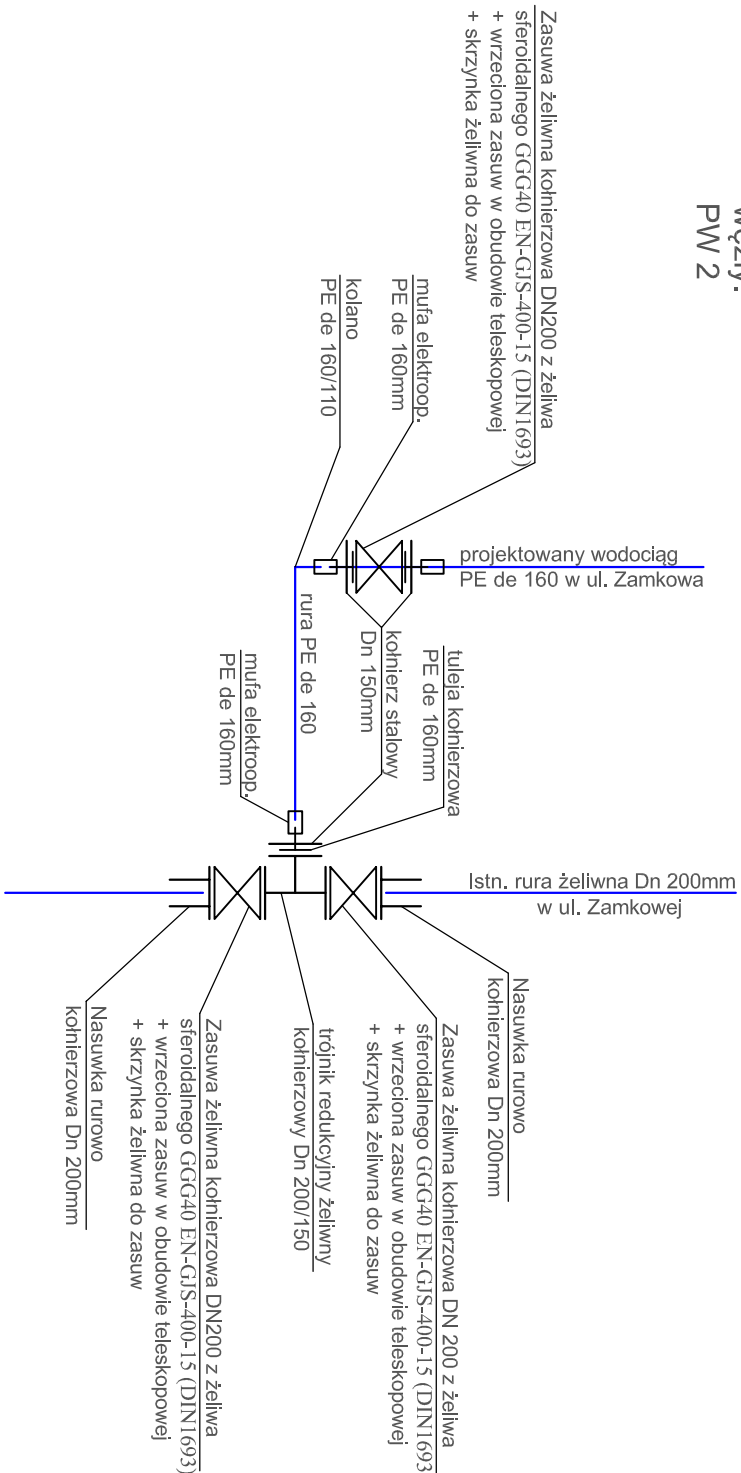 węzły:
PW 2
Zasuwa żeliwna kołnierzowa DN200 z żeliwa
sferoidalnego GGG40 EN-GJS-400-15 (DIN1693)
+ wrzeciona zasuw w obudowie teleskopowej
+ skrzynka żeliwna do zasuw
mufa elektroop.
PE de 160mm
kolano
PE de 160/110
projektowany wodociąg
PE de 160 w ul. Zamkowa
tuleja kołnierzowa
PE de 160mm
kołnierz stalowy
Dn 150mm
rura PE de 160
mufa elektroop.
PE de 160mm
Istn. rura żeliwna Dn 200mm
w ul. Zamkowej
Nasuwka rurowo
kołnierzowa Dn 200mm
Zasuwa żeliwna kołnierzowa DN 200 z żeliwa
sferoidalnego GGG40 EN-GJS-400-15 (DIN1693
+ wrzeciona zasuw w obudowie teleskopowej
+ skrzynka żeliwna do zasuw
trójnik redukcyjny żeliwny
kołnierzowy Dn 200/150
Zasuwa żeliwna kołnierzowa DN200 z żeliwa
sferoidalnego GGG40 EN-GJS-400-15 (DIN1693)
+ wrzeciona zasuw w obudowie teleskopowej
+ skrzynka żeliwna do zasuw
Nasuwka rurowo
kołnierzowa Dn 200mm